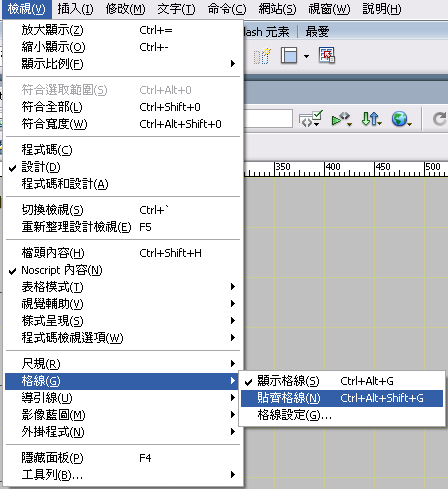 檢視(V) 插入(I) 修改(M) 文字(T) 命令(C) 網站(S) 視窗(W) 說明(H)
放大顯示(Z) Ctrl+=
縮小顯示(O) Ctrl+-
顯示比例(F)
符合選取範圍(S) Ctrl+Alt+0
符合全部(L) Ctrl+Shift+0
符合寬度(W) Ctrl+Alt+Shift+0
程式碼(C)
設計(D)
程式碼和設計(A)
切換檢視(S) Ctrl+`
重新整理設計檢視(E) F5
檔頭內容(H) Ctrl+Shift+H
Noscript 內容(N)
表格模式(T)
視覺輔助(V)
樣式呈現(S)
程式碼檢視選項(W)
尺規(R)
格線(G)
導引線(U)
影像藍圖(M)
外掛程式(N)
隱藏面板(P) F4
工具列(B)...
lash 元素 最愛
350 400 450 500
顯示格線(S) Ctrl+Alt+G
貼齊格線(N) Ctrl+Alt+Shift+G
格線設定(G)...